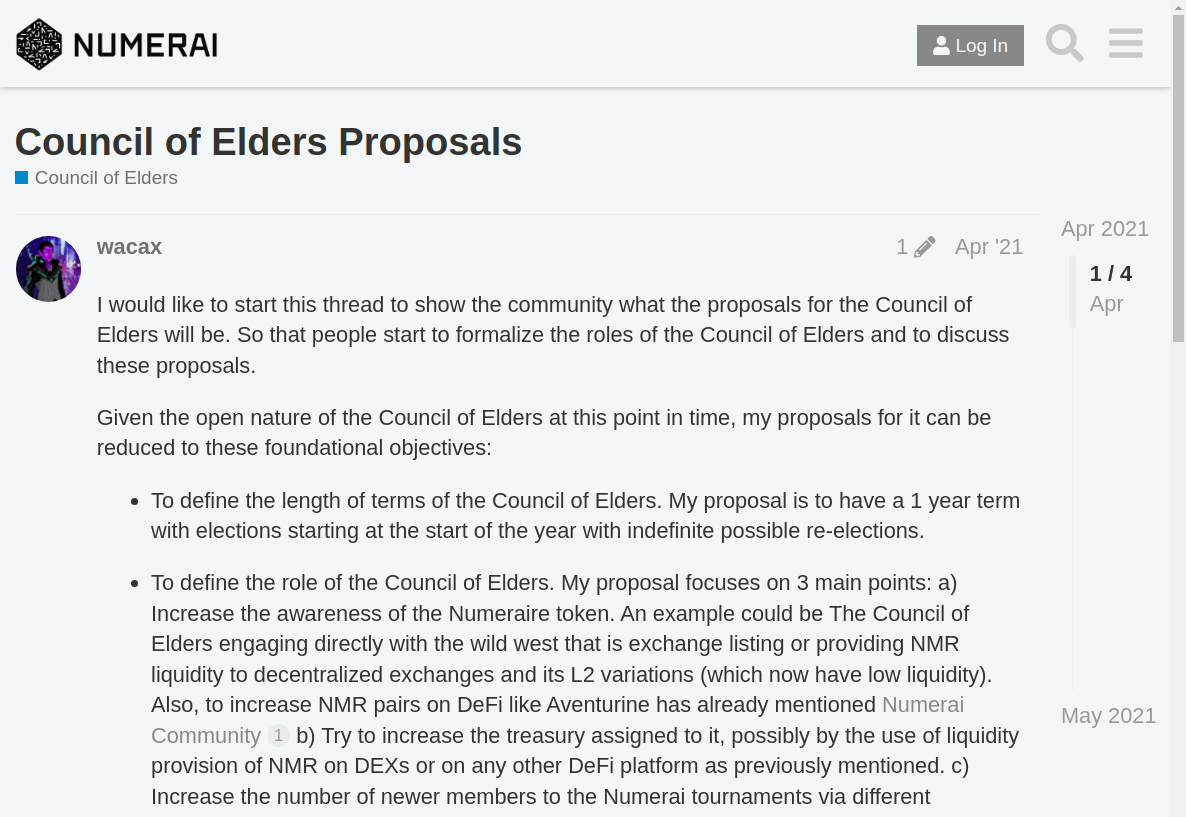 NUMERAI
Log In
Council of Elders Proposals
Council of Elders
wacax
1
Apr '21
Apr 2021
1 / 4
Apr
I would like to start this thread to show the community what the proposals for the Council of
Elders will be. So that people start to formalize the roles of the Council of Elders and to discuss
these proposals.
Given the open nature of the Council of Elders at this point in time, my proposals for it can be
reduced to these foundational objectives:
• To define the length of terms of the Council of Elders. My proposal is to have a 1 year term
with elections starting at the start of the year with indefinite possible re-elections.
• To define the role of the Council of Elders. My proposal focuses on 3 main points: a)
Increase the awareness of the Numeraire token. An example could be The Council of
Elders engaging directly with the wild west that is exchange listing or providing NMR
liquidity to decentralized exchanges and its L2 variations (which now have low liquidity).
Also, to increase NMR pairs on DeFi like Aventurine has already mentioned Numerai
Community 1 b) Try to increase the treasury assigned to it, possibly by the use of liquidity
provision of NMR on DEXs or on any other DeFi platform as previously mentioned. c)
Increase the number of newer members to the Numerai tournaments via different
May 2021